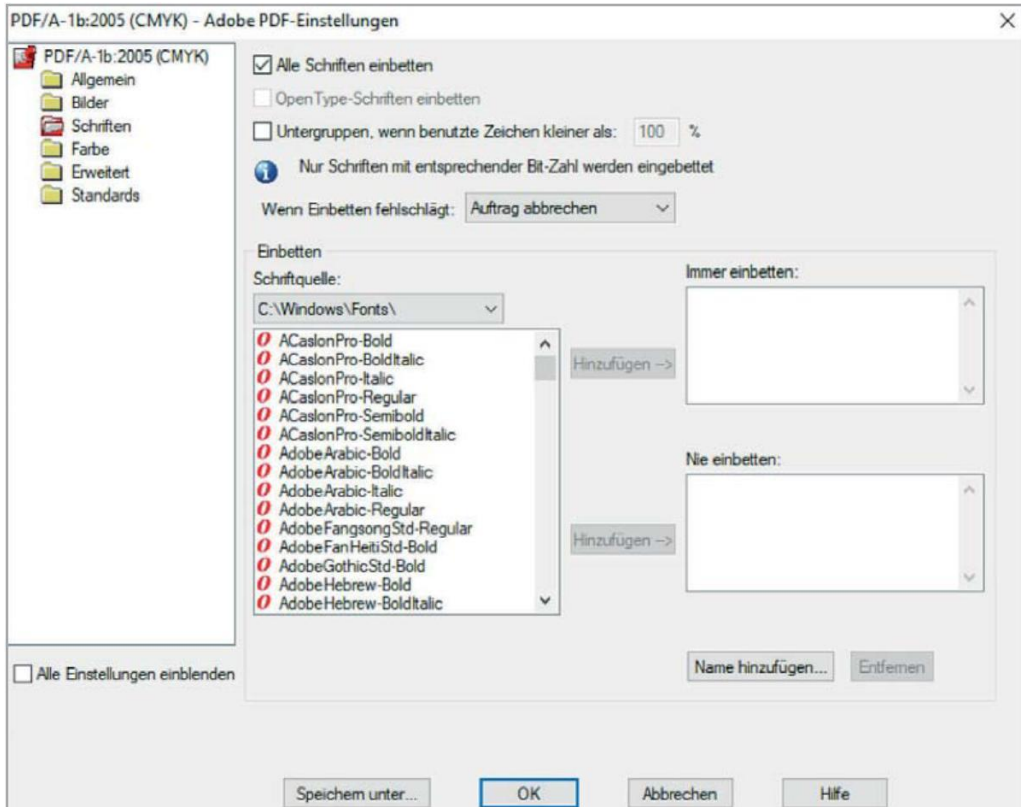 PDF/A-1b:2005 (CMYK) - Adobe PDF-Einstellungen
PDF/A-1b:2005 (CMYK)
Allgemein
Bilder
Schriften
Farbe
Erweitert
Standards
Alle Einstellungen einblenden
Alle Schriften einbetten
OpenType-Schriften einbetten
Untergruppen, wenn benutzte Zeichen kleiner als: 100 %
Nur Schriften mit entsprechender Bit-Zahl werden eingebettet
Wenn Einbetten fehlschlägt: Auftrag abbrechen
Einbetten
Schriftquelle:
C:\Windows\Fonts\
ACaslonPro-Bold
ACaslonPro-BoldItalic
ACaslonPro-Italic
ACaslonPro-Regular
ACaslonPro-Semibold
ACaslonPro-SemiboldItalic
AdobeArabic-Bold
AdobeArabic-BoldItalic
AdobeArabic-Italic
AdobeArabic-Regular
AdobeFangsongStd-Regular
AdobeFanHeitiStd-Bold
AdobeGothicStd-Bold
AdobeHebrew-Bold
AdobeHebrew-BoldItalic
Hinzufügen -->
Hinzufügen -->
Immer einbetten:
Nie einbetten:
Name hinzufügen... Entfernen
Speichern unter... OK Abbrechen Hilfe